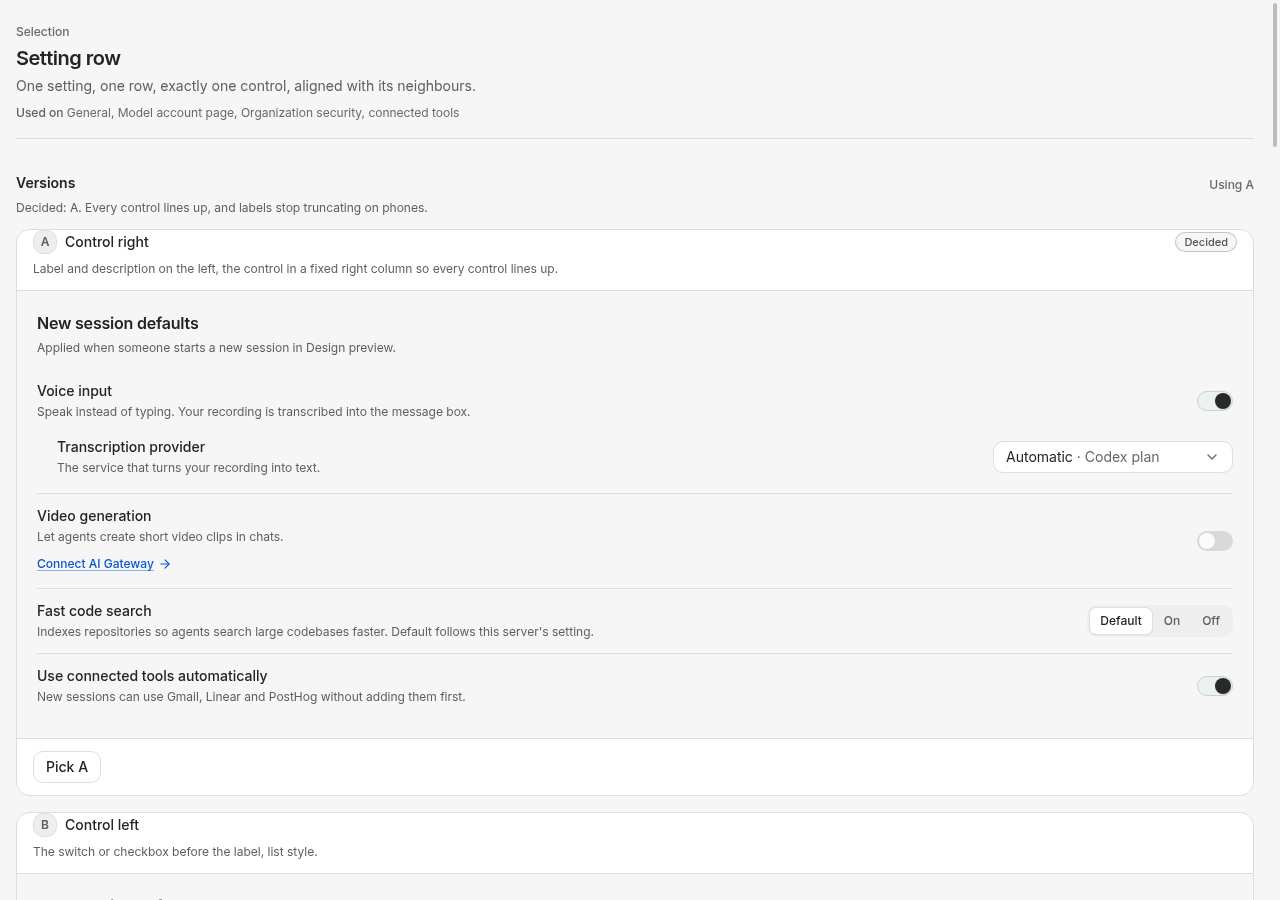 Selection
Setting row
One setting, one row, exactly one control, aligned with its neighbours.
Used on General, Model account page, Organization security, connected tools
Versions
Using A
Decided: A. Every control lines up, and labels stop truncating on phones.
A
Control right
Decided
Label and description on the left, the control in a fixed right column so every control lines up.
New session defaults
Applied when someone starts a new session in Design preview.
Voice input
Speak instead of typing. Your recording is transcribed into the message box.
Transcription provider
The service that turns your recording into text.
Automatic · Codex plan
Video generation
Let agents create short video clips in chats.
Connect AI Gateway →
Fast code search
Indexes repositories so agents search large codebases faster. Default follows this server's setting.
Default On Off
Use connected tools automatically
New sessions can use Gmail, Linear and PostHog without adding them first.
Pick A
B
Control left
The switch or checkbox before the label, list style.